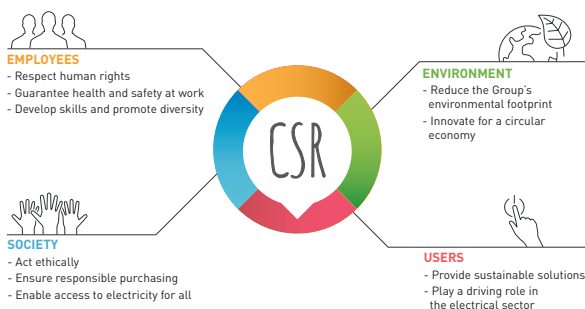 EMPLOYEES
- Respect human rights
- Guarantee health and safety at work
- Develop skills and promote diversity
ENVIRONMENT
- Reduce the Group's
environmental footprint
- Innovate for a circular
economy
CSR
SOCIETY
- Act ethically
- Ensure responsible purchasing
- Enable access to electricity for all
USERS
- Provide sustainable solutions
- Play a driving role in
the electrical sector